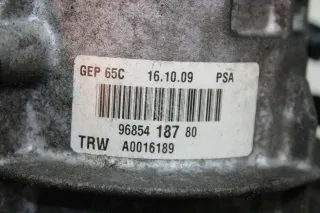 GEP 65C 16.10.09 PSA
96854 187 80
TRW A0016189